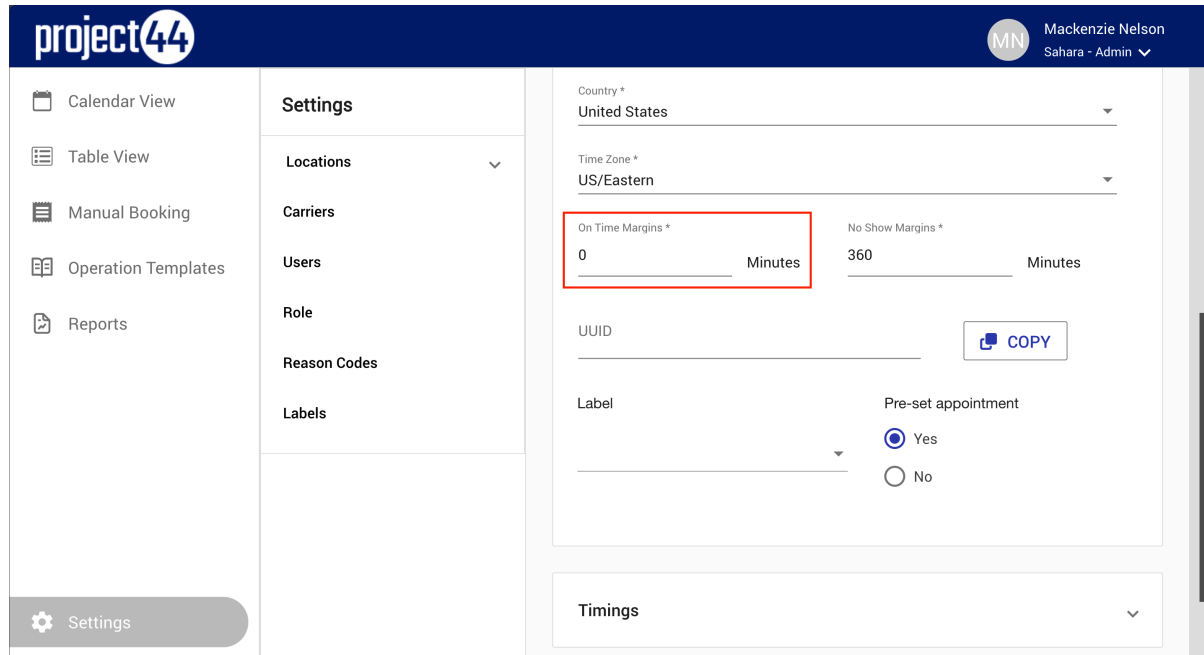 project44
MN
Mackenzie Nelson
Sahara - Admin
Calendar View
Table View
Manual Booking
Operation Templates
Reports
Settings
Settings
Locations
Carriers
Users
Role
Reason Codes
Labels
Country *
United States
Time Zone *
US/Eastern
On Time Margins *
0
Minutes
No Show Margins *
360
Minutes
UUID
COPY
Label
Pre-set appointment
Yes
No
Timings